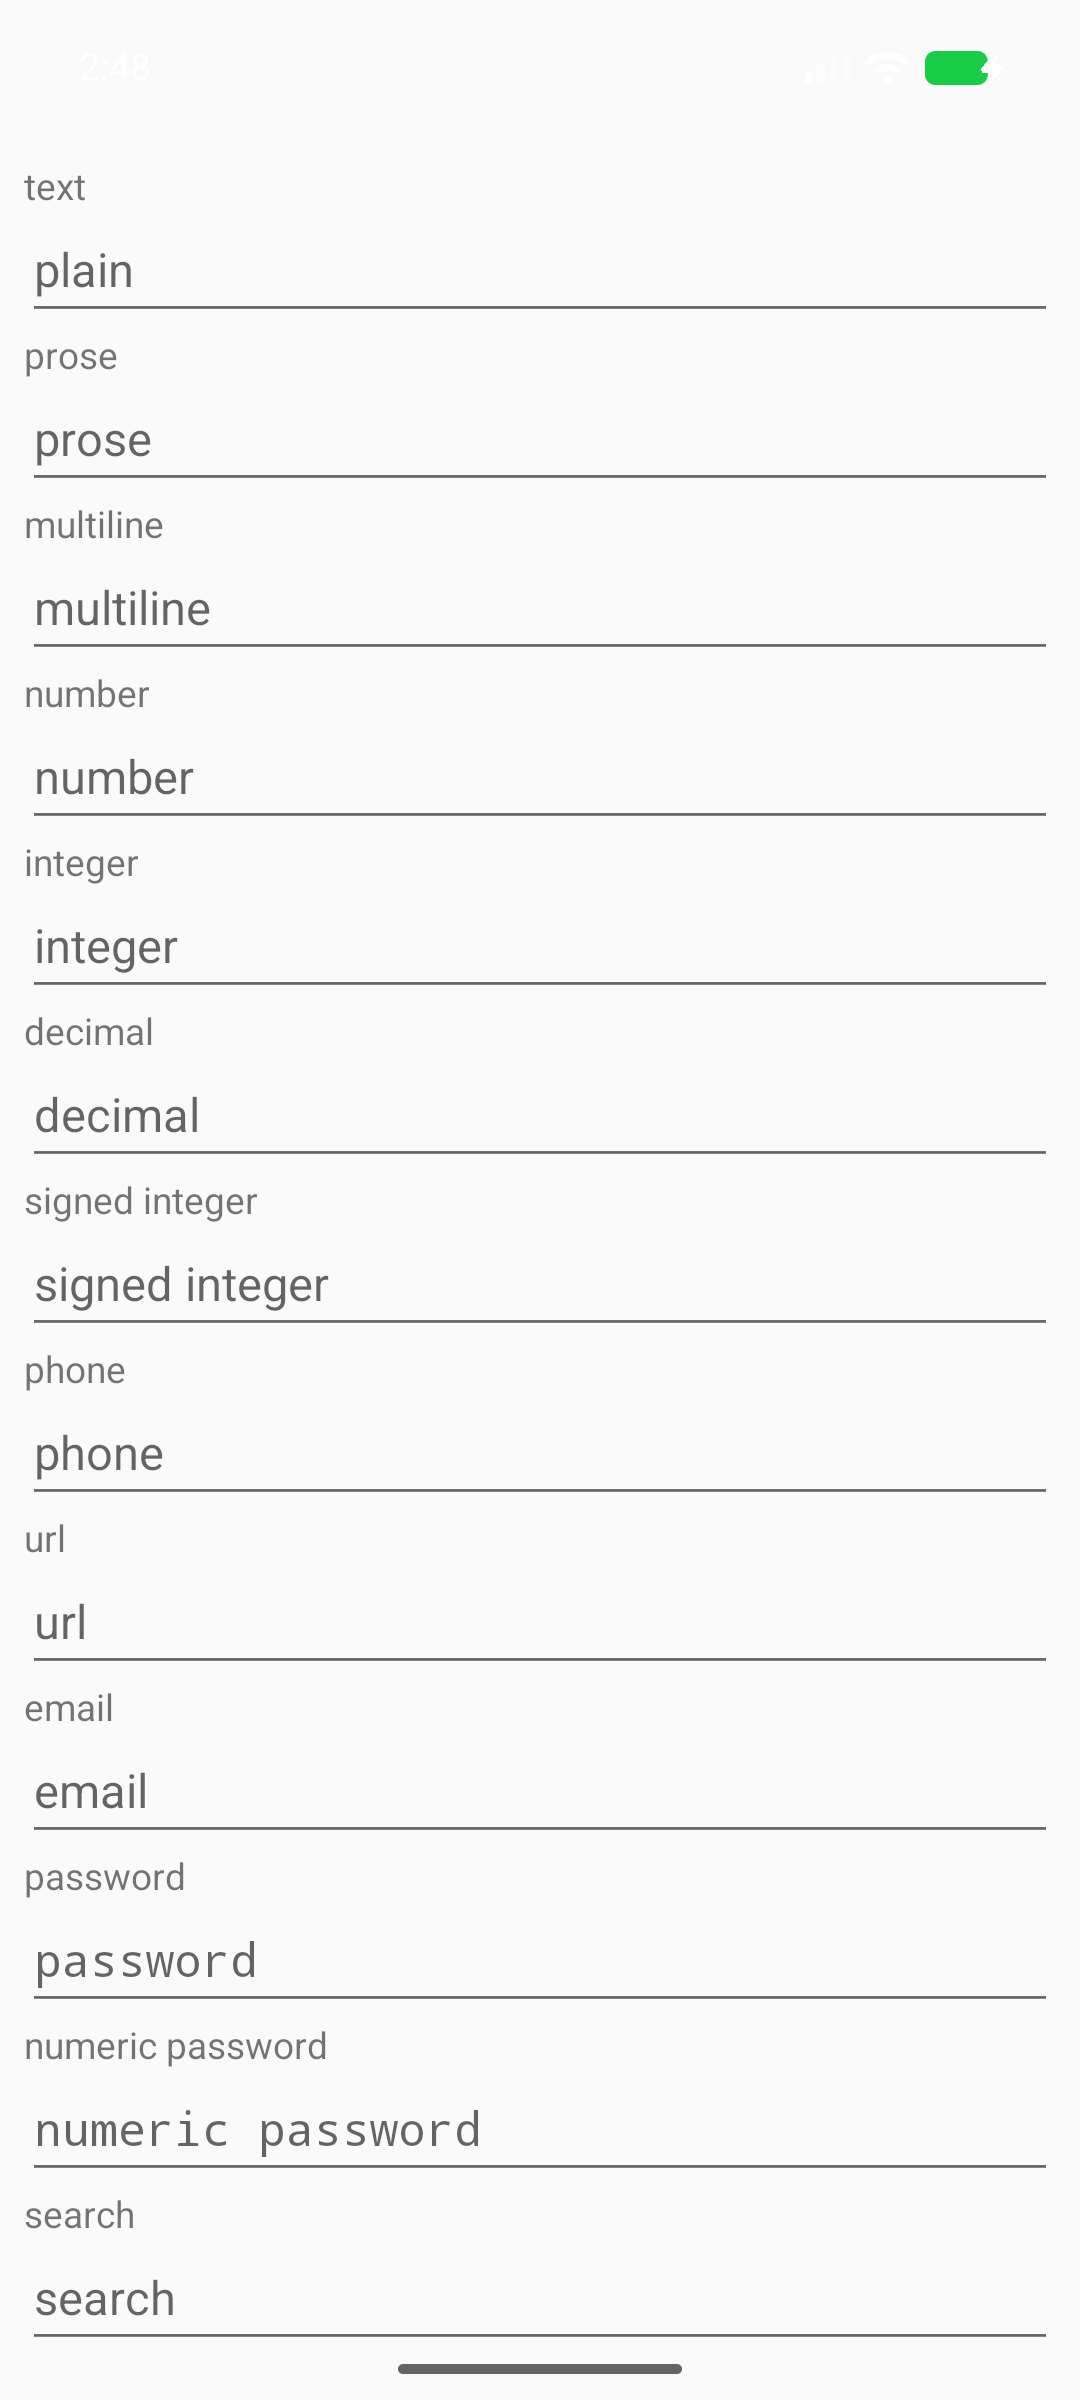 2:48
text
plain
prose
prose
multiline
multiline
number
number
integer
integer
decimal
decimal
signed integer
signed integer
phone
phone
url
url
email
email
password
password
numeric password
numeric password
search
search